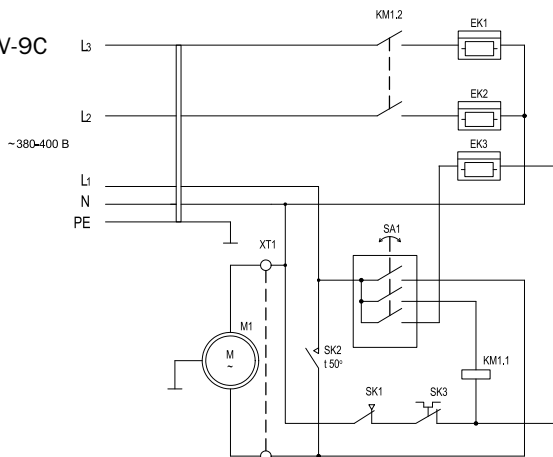 V-9C
L3
KM1.2
EK1
L2
EK2
~380-400 В
EK3
L1
N
PE
SA1
XT1
M1
M
~
SK2
t 50°
KM1.1
SK1
SK3